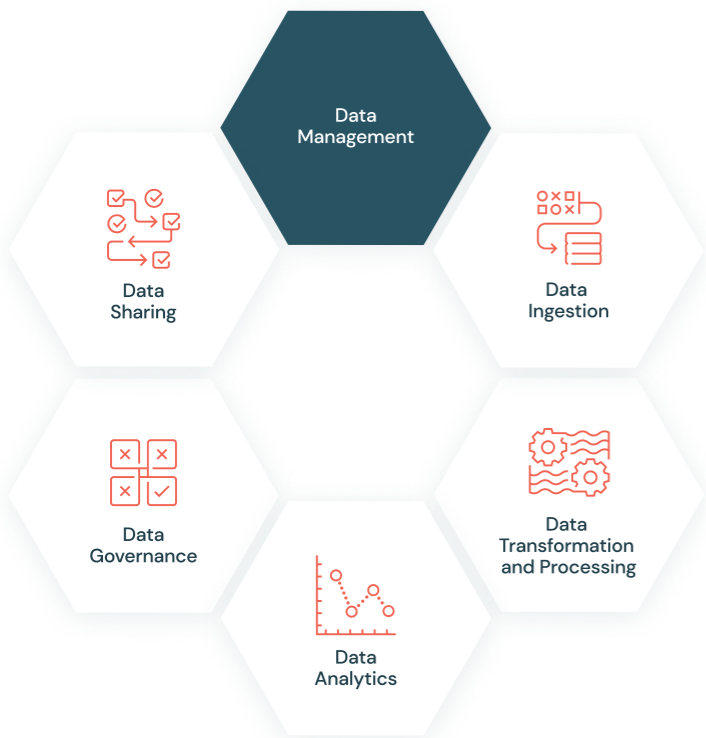 Data
Management
Data
Sharing
Data
Ingestion
Data
Governance
Data
Transformation
and Processing
Data
Analytics